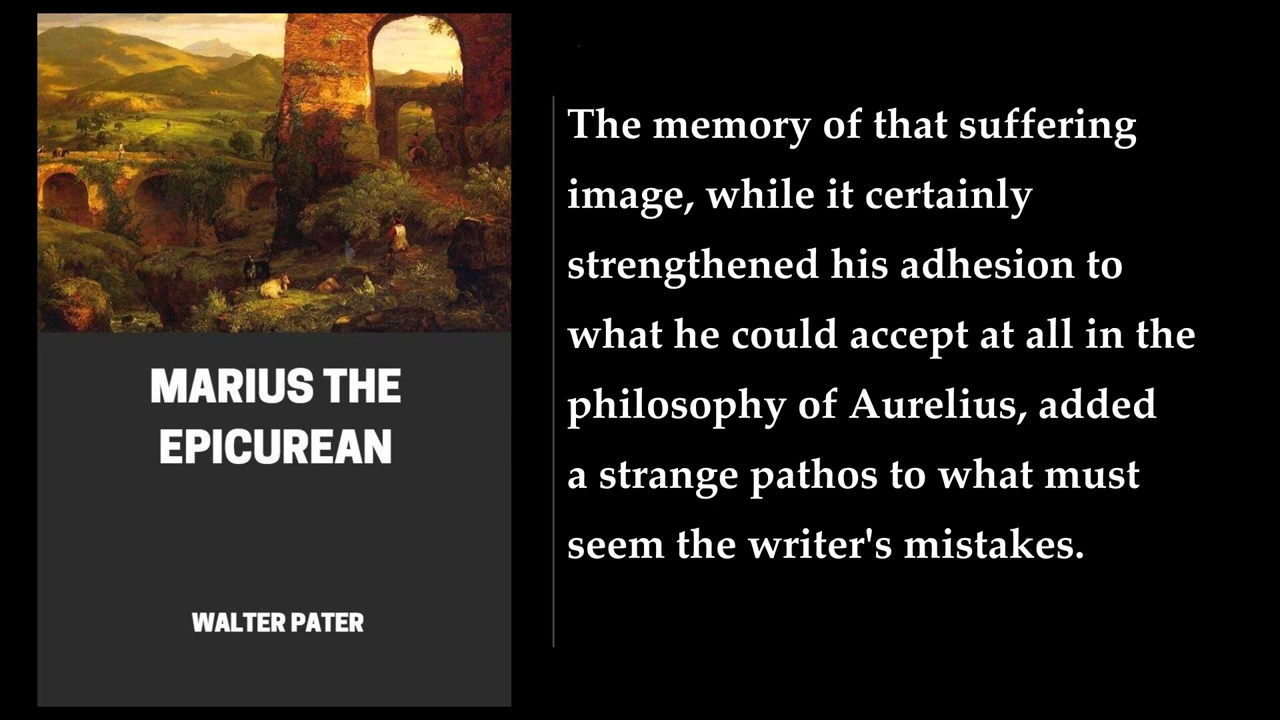 MARIUS THE
EPICUREAN
WALTER PATER
The memory of that suffering
image, while it certainly
strengthened his adhesion to
what he could accept at all in the
philosophy of Aurelius, added
a strange pathos to what must
seem the writer's mistakes.